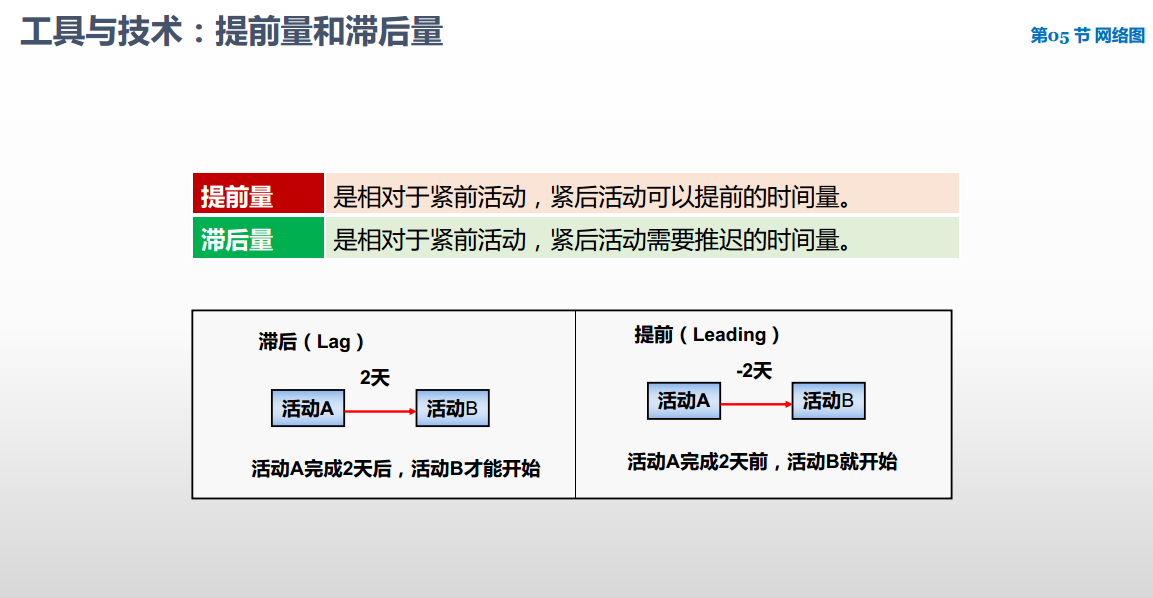 工具与技术：提前量和滞后量
第05 节 网络图
提前量 是相对于紧前活动，紧后活动可以提前的时间量。
滞后量 是相对于紧前活动，紧后活动需要推迟的时间量。
滞后（Lag）
2天
活动A 活动B
活动A完成2天后，活动B才能开始
提前（Leading）
-2天
活动A 活动B
活动A完成2天前，活动B就开始